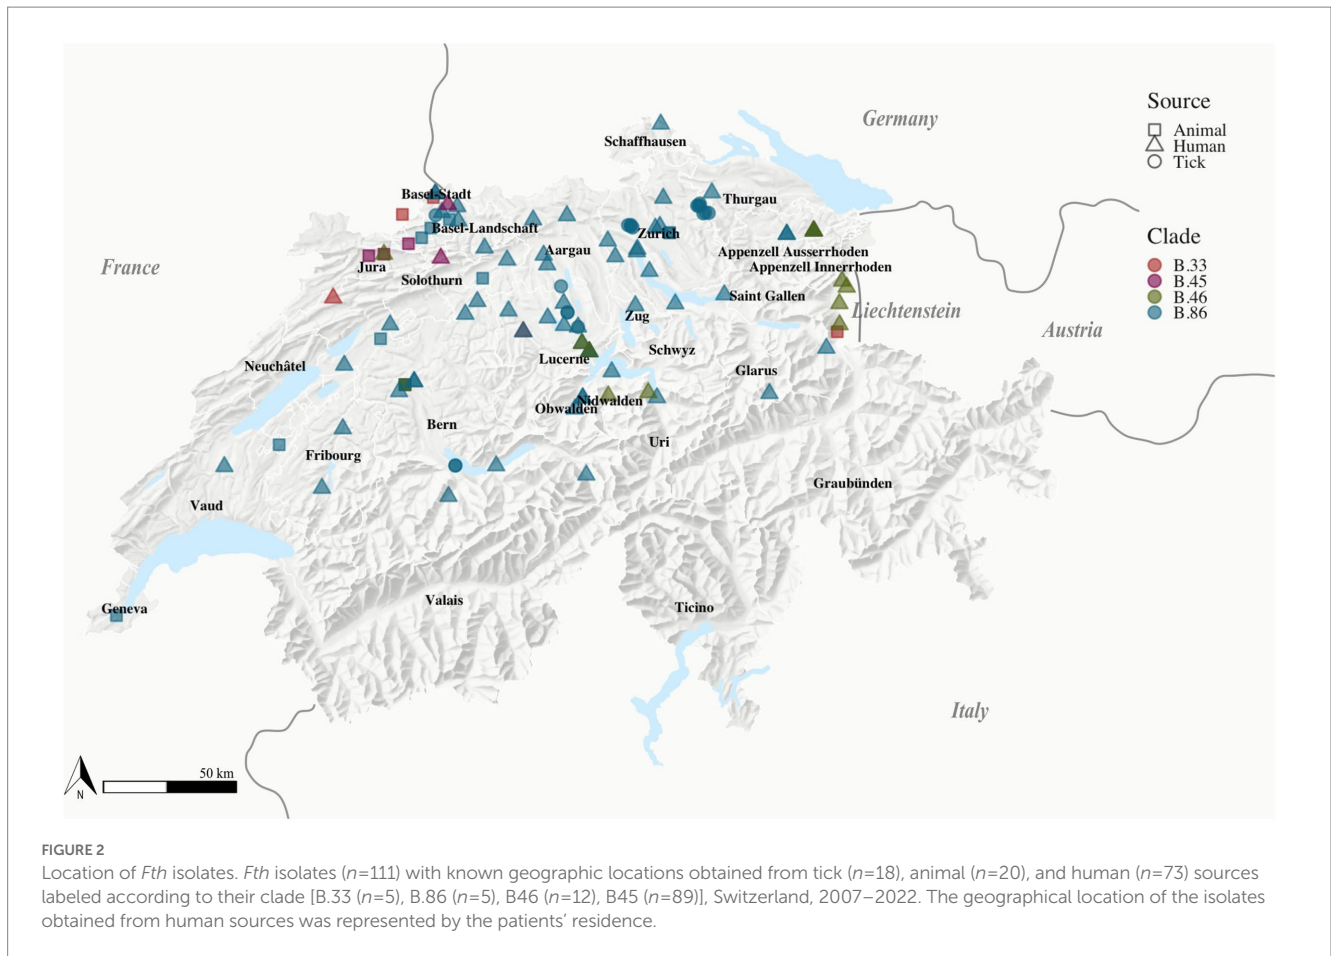 Source
Animal
Human
Tick
Clade
B.33
B.45
B.46
B.86
Germany
France
Austria
Italy
Liechtenstein
Schaffhausen
Basel-Stadt
Thurgau
Basel-Landschaft
Zurich
Aargau
Appenzell Ausserrhoden
Appenzell Innerrhoden
Jura
Solothurn
Saint Gallen
Zug
Neuchâtel
Lucerne
Schwyz
Glarus
Nidwalden
Obwalden
Bern
Uri
Fribourg
Graubünden
Vaud
Valais
Ticino
Geneva
50 km
N
FIGURE 2
Location of Fth isolates. Fth isolates (n=111) with known geographic locations obtained from tick (n=18), animal (n=20), and human (n=73) sources
labeled according to their clade [B.33 (n=5), B.86 (n=5), B46 (n=12), B45 (n=89)], Switzerland, 2007–2022. The geographical location of the isolates
obtained from human sources was represented by the patients' residence.